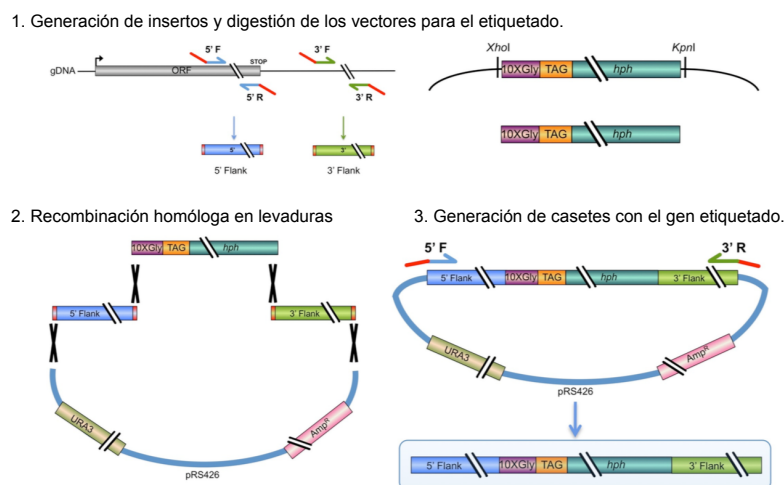 1. Generación de insertos y digestión de los vectores para el etiquetado.
5' F
3' F
STOP
gDNA
ORF
5' R
3' R
5'
3'
5' Flank
3' Flank
XhoI
KpnI
10XGly TAG hph
10XGly TAG hph
2. Recombinación homóloga en levaduras
10XGly TAG hph
5' Flank
3' Flank
URA3
AmpR
pRS426
3. Generación de casetes con el gen etiquetado.
5' F
3' R
5' Flank 10XGly TAG hph 3' Flank
URA3
AmpR
pRS426
5' Flank 10XGly TAG hph 3' Flank